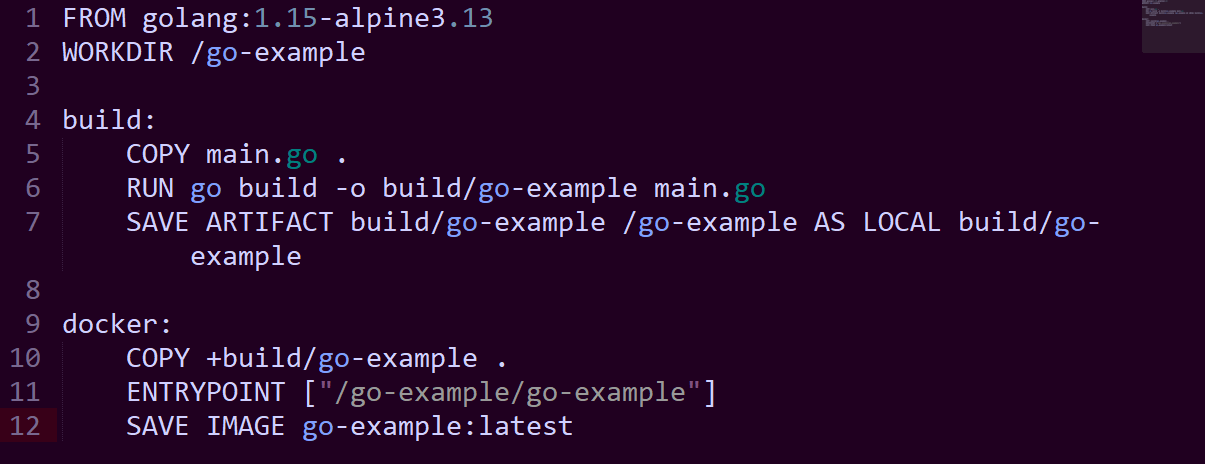 1 FROM golang:1.15-alpine3.13
2 WORKDIR /go-example
3
4 build:
5     COPY main.go .
6     RUN go build -o build/go-example main.go
7     SAVE ARTIFACT build/go-example /go-example AS LOCAL build/go-
        example
8
9 docker:
10     COPY +build/go-example .
11     ENTRYPOINT ["/go-example/go-example"]
12     SAVE IMAGE go-example:latest